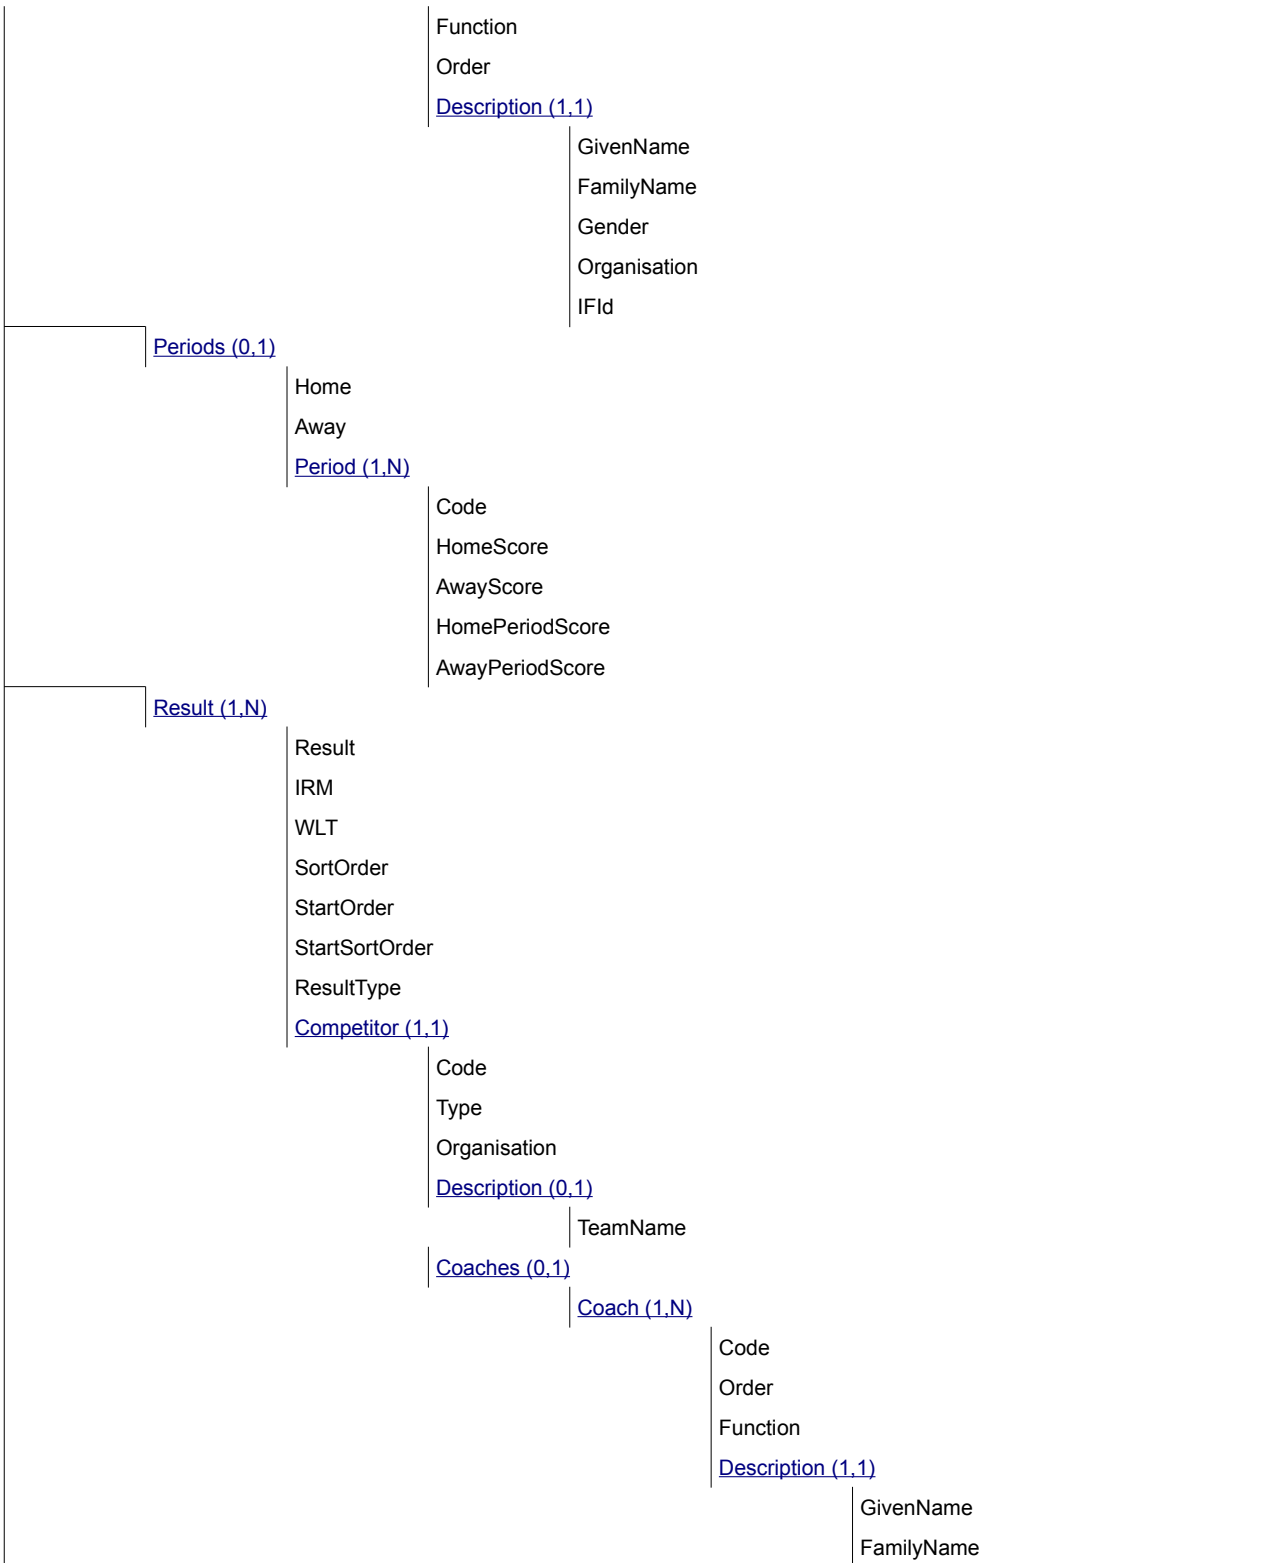 Function
Order
Description (1,1)
GivenName
FamilyName
Gender
Organisation
IFId
Periods (0,1)
Home
Away
Period (1,N)
Code
HomeScore
AwayScore
HomePeriodScore
AwayPeriodScore
Result (1,N)
Result
IRM
WLT
SortOrder
StartOrder
StartSortOrder
ResultType
Competitor (1,1)
Code
Type
Organisation
Description (0,1)
TeamName
Coaches (0,1)
Coach (1,N)
Code
Order
Function
Description (1,1)
GivenName
FamilyName